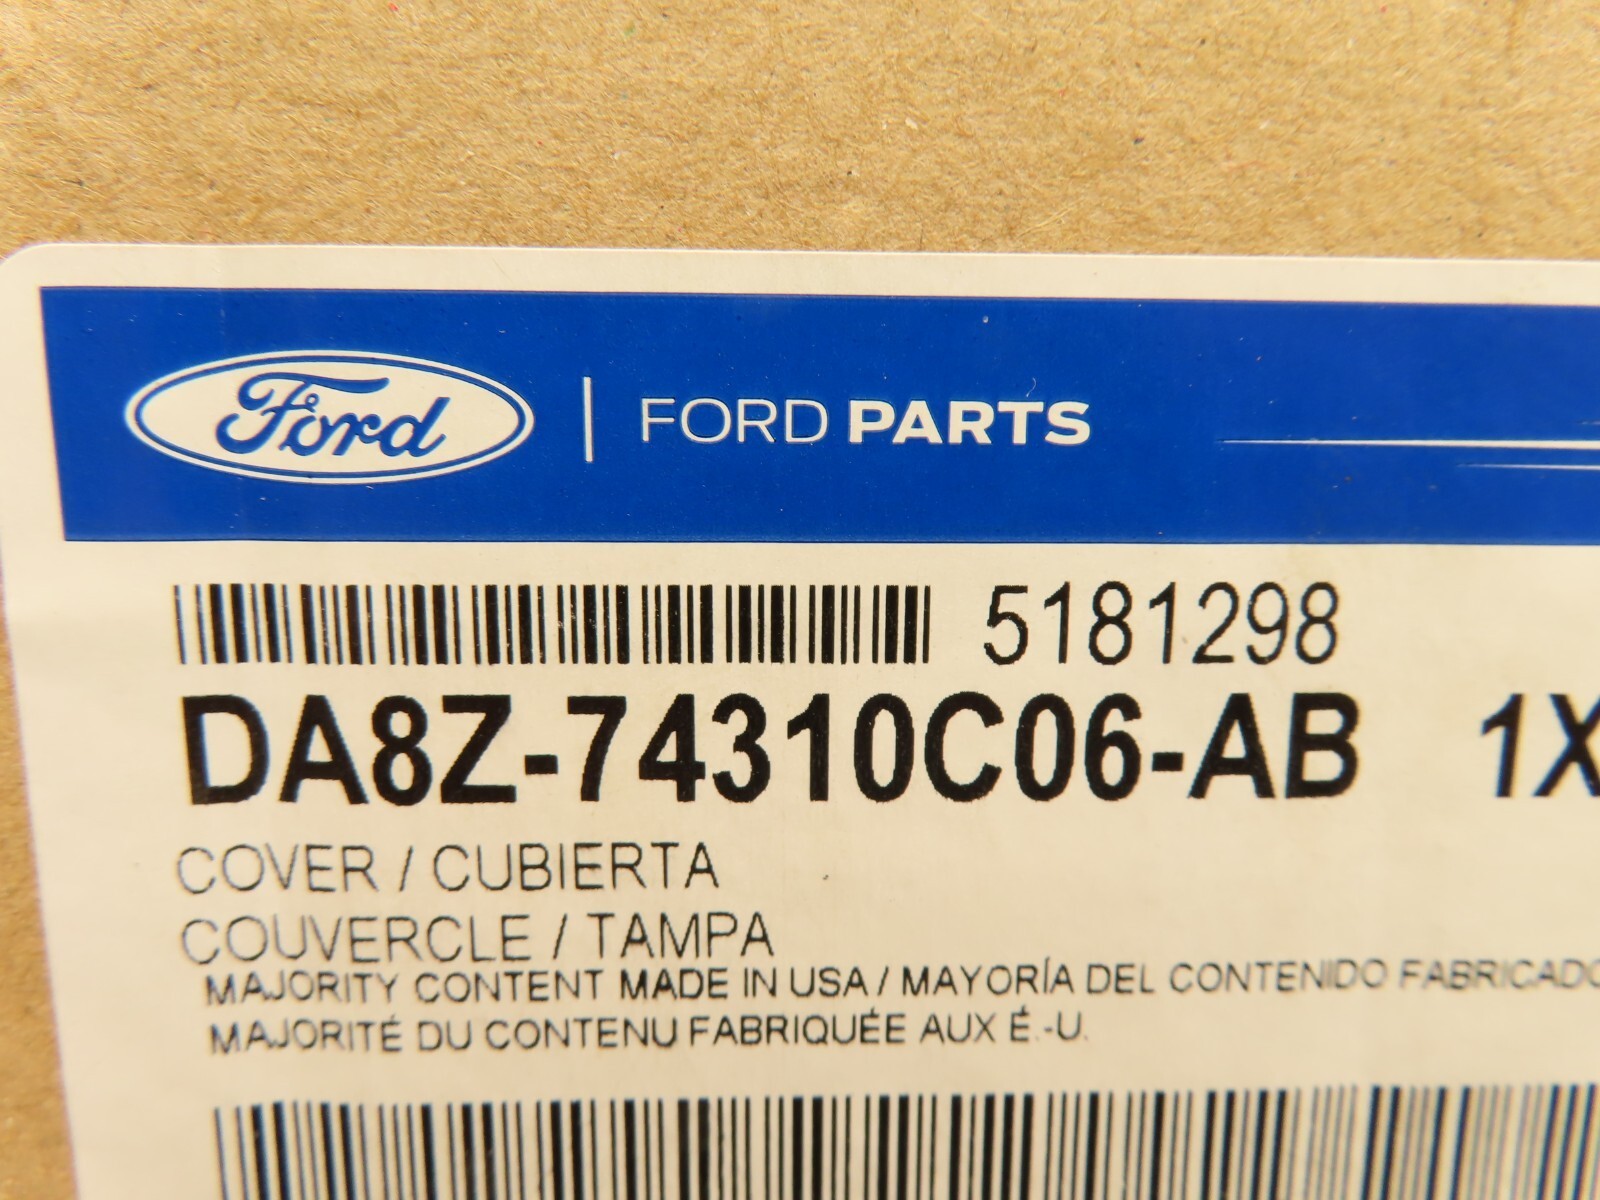 Ford | FORD PARTS
5181298
DA8Z-74310C06-AB 1X
COVER / CUBIERTA
COUVERCLE / TAMPA
MAJORITY CONTENT MADE IN USA / MAYORÍA DEL CONTENIDO FABRICADO
MAJORITÉ DU CONTENU FABRIQUÉE AUX É.-U.